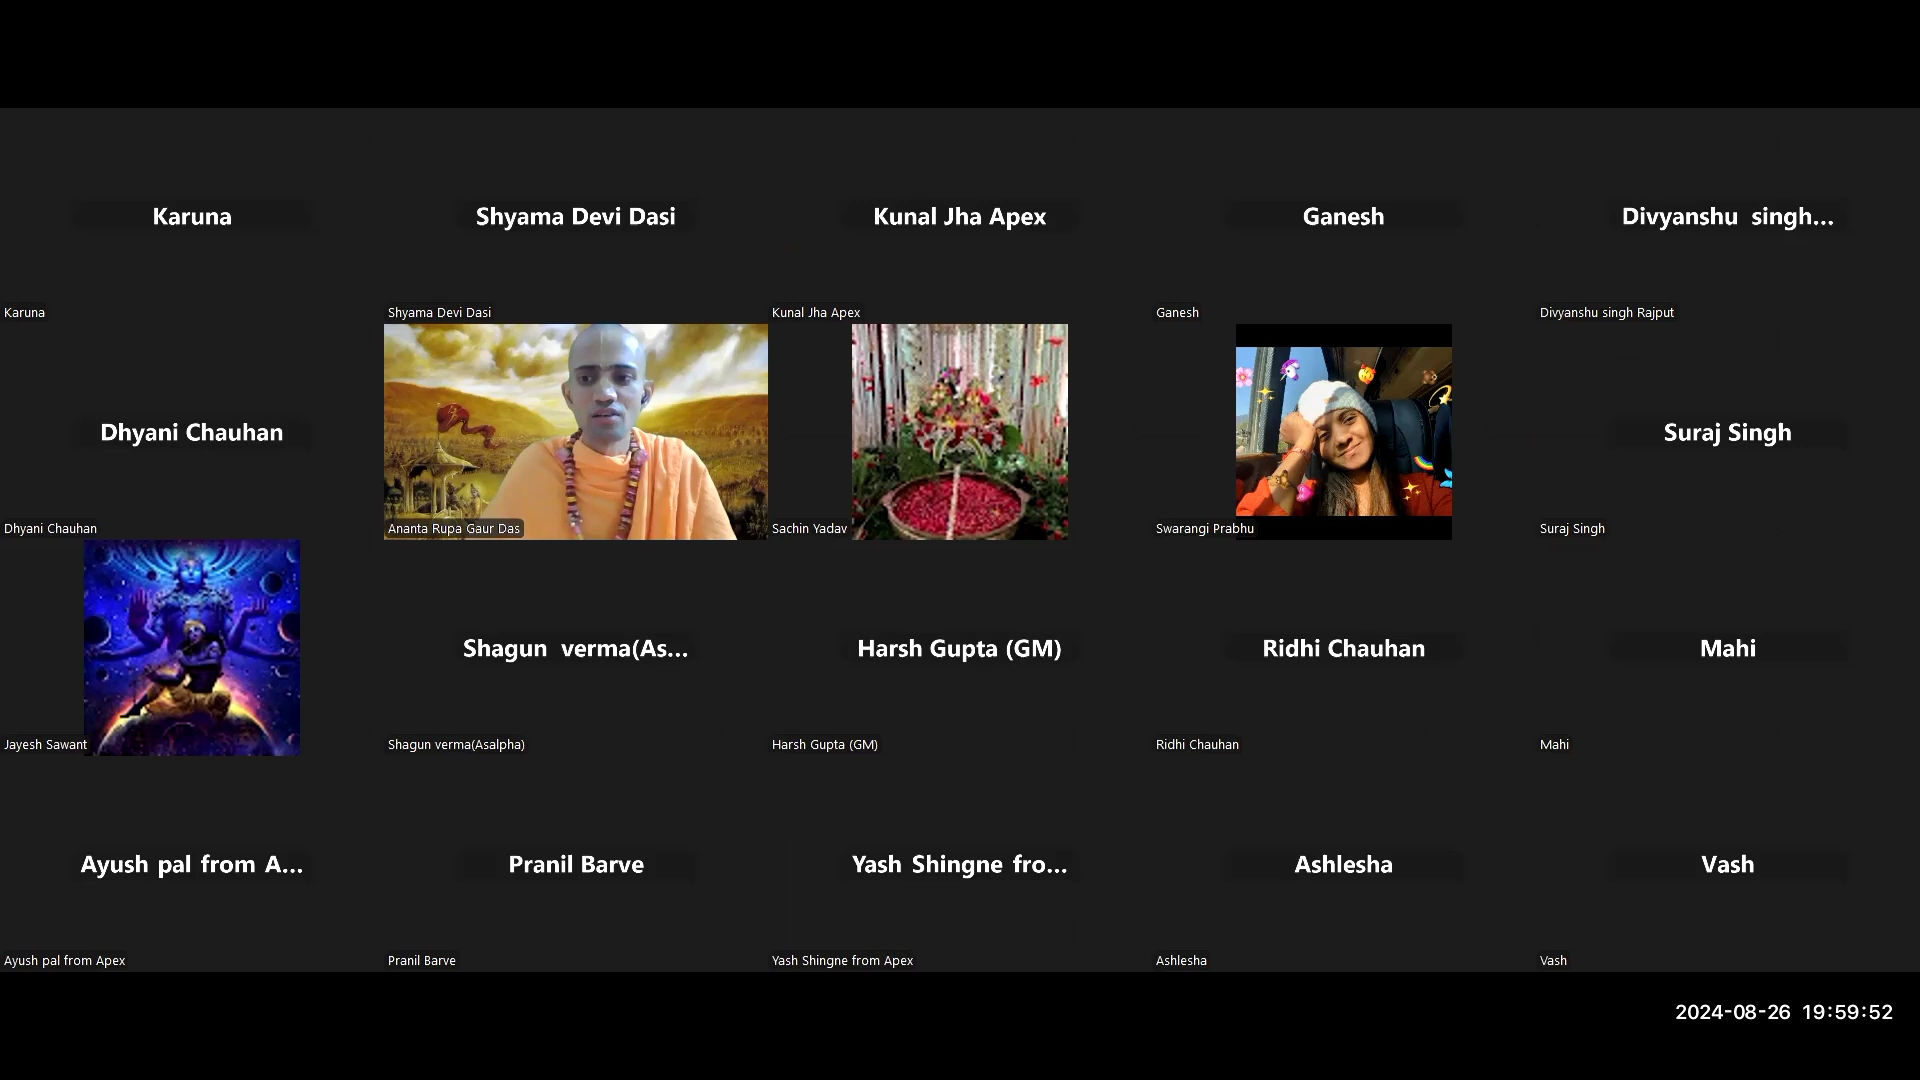 Karuna
Shyama Devi Dasi
Kunal Jha Apex
Ganesh
Divyanshu singh...
Karuna
Shyama Devi Dasi
Kunal Jha Apex
Ganesh
Divyanshu singh Rajput
Dhyani Chauhan
Suraj Singh
Dhyani Chauhan
Ananta Rupa Gaur Das
Sachin Yadav
Swarangi Prabhu
Suraj Singh
Shagun verma(As...
Harsh Gupta (GM)
Ridhi Chauhan
Mahi
Jayesh Sawant
Shagun verma(Asalpha)
Harsh Gupta (GM)
Ridhi Chauhan
Mahi
Ayush pal from A...
Pranil Barve
Yash Shingne fro...
Ashlesha
Vash
Ayush pal from Apex
Pranil Barve
Yash Shingne from Apex
Ashlesha
Vash
2024-08-26 19:59:52